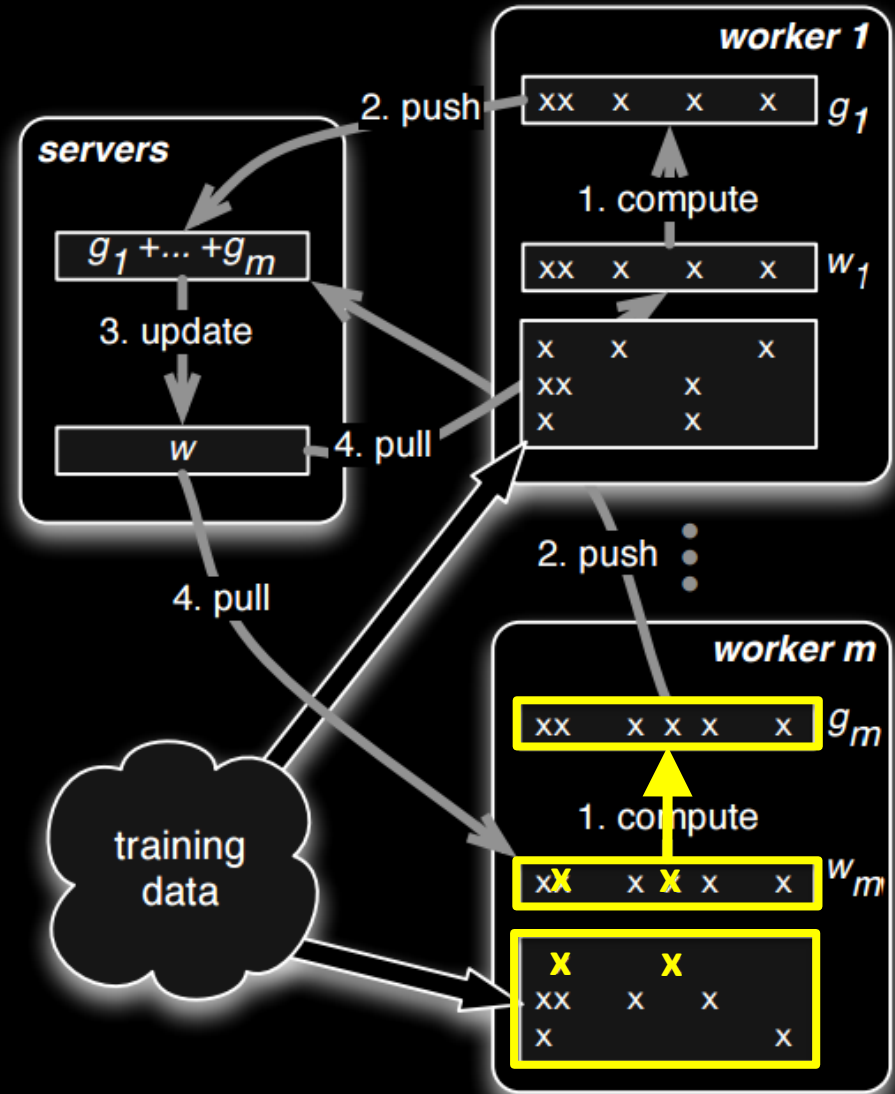 worker 1
xx x x x g1
2. push
1. compute
xx x x x w1
x x x
xx x
x x
servers
g1 +... +gm
3. update
w
4. pull
4. pull
2. push
worker m
xx x x x x gm
1. compute
xx x x x x wm
x x
xx x x
x x
training
data